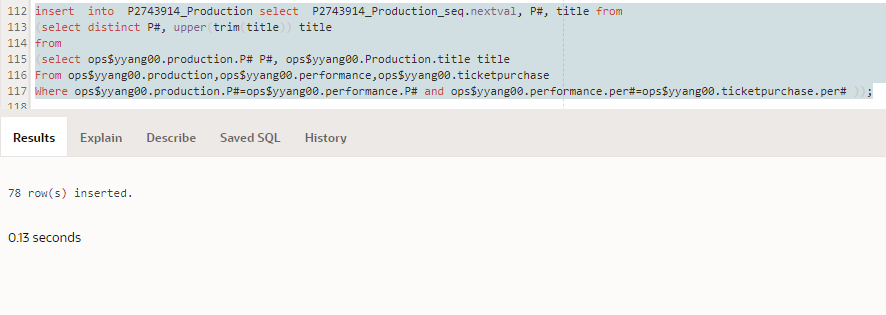 112 insert  into  P2743914_Production select  P2743914_Production_seq.nextval, P#, title from
113 (select distinct P#, upper(trim(title)) title
114 from
115 (select ops$yyang00.production.P# P#, ops$yyang00.Production.title title
116 From ops$yyang00.production,ops$yyang00.performance,ops$yyang00.ticketpurchase
117 Where ops$yyang00.production.P#=ops$yyang00.performance.P# and ops$yyang00.performance.per#=ops$yyang00.ticketpurchase.per# ));
118
Results Explain Describe Saved SQL History
78 row(s) inserted.
0.13 seconds